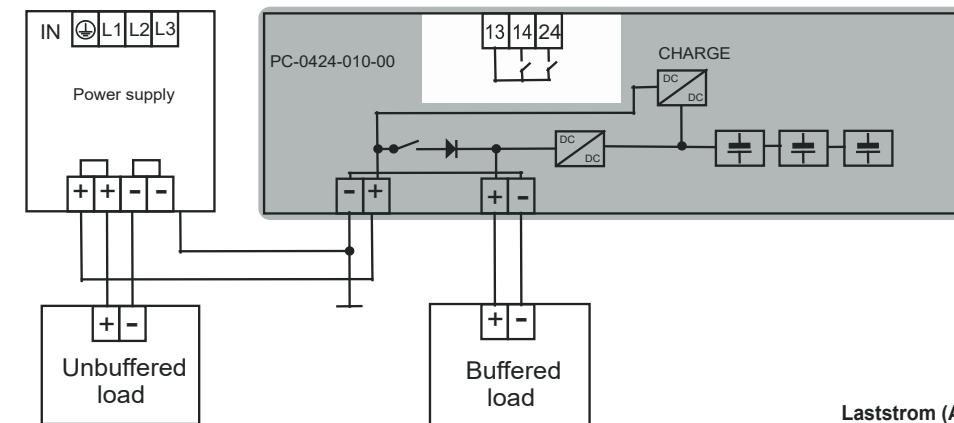 IN L1 L2 L3
Power supply
+ + - -
PC-0424-010-00
13 14 24
CHARGE
DC
DC
DC
DC
- +
+ -
+ -
Unbuffered
load
+ -
Buffered
load
Laststrom (A